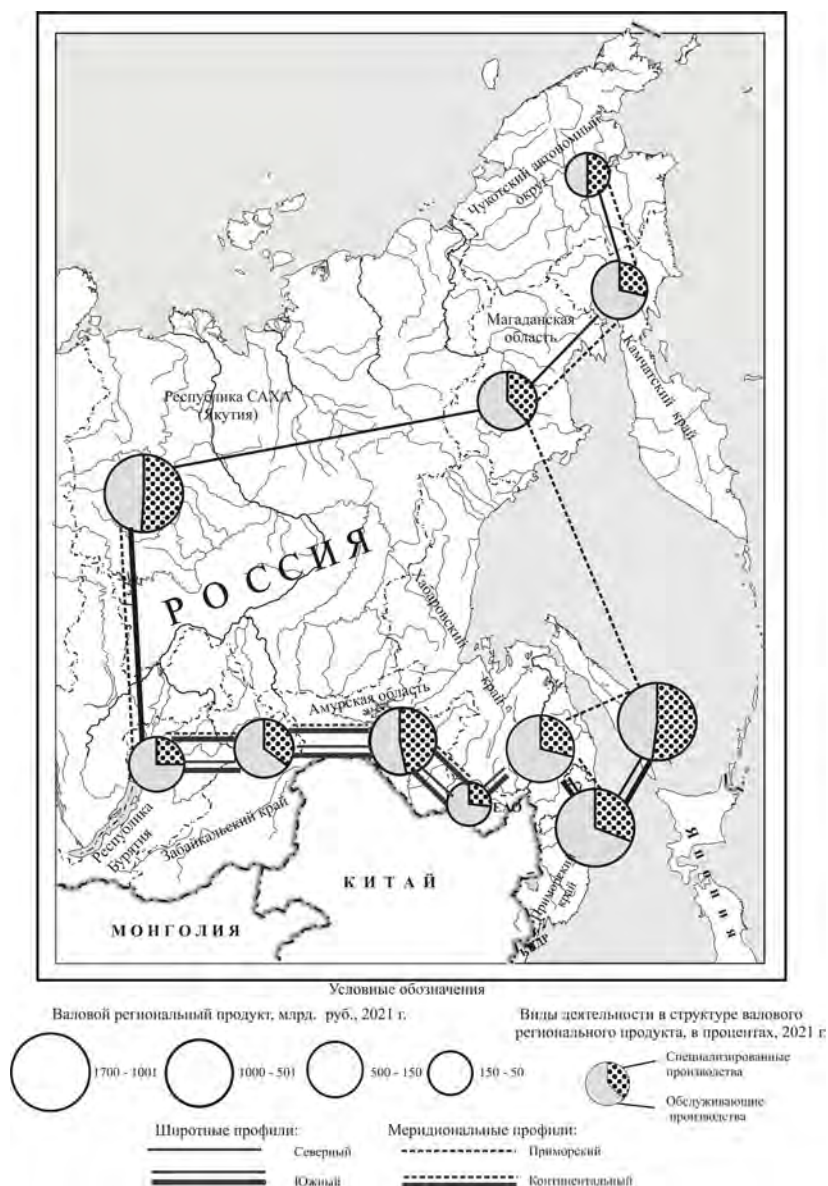 Чукотский автономный
округ
Магаданская
область
Камчатский край
Республика САХА
(Якутия)
РОССИЯ
Хабаровский край
Амурская область
ЕАО
Республика
Бурятия
Забайкальский край
Приморский
край
Япония
КИТАЙ
МОНГОЛИЯ
КНДР
Условные обозначения
Валовой региональный продукт, млрд. руб., 2021 г.
1700 - 1001
1000 - 501
500 - 150
150 - 50
Виды деятельности в структуре валового
регионального продукта, в процентах, 2021 г.
Специализированные
производства
Обслуживающие
производства
Широтные профили:
Северный
Южный
Меридиональные профили:
Приморский
Континентальный